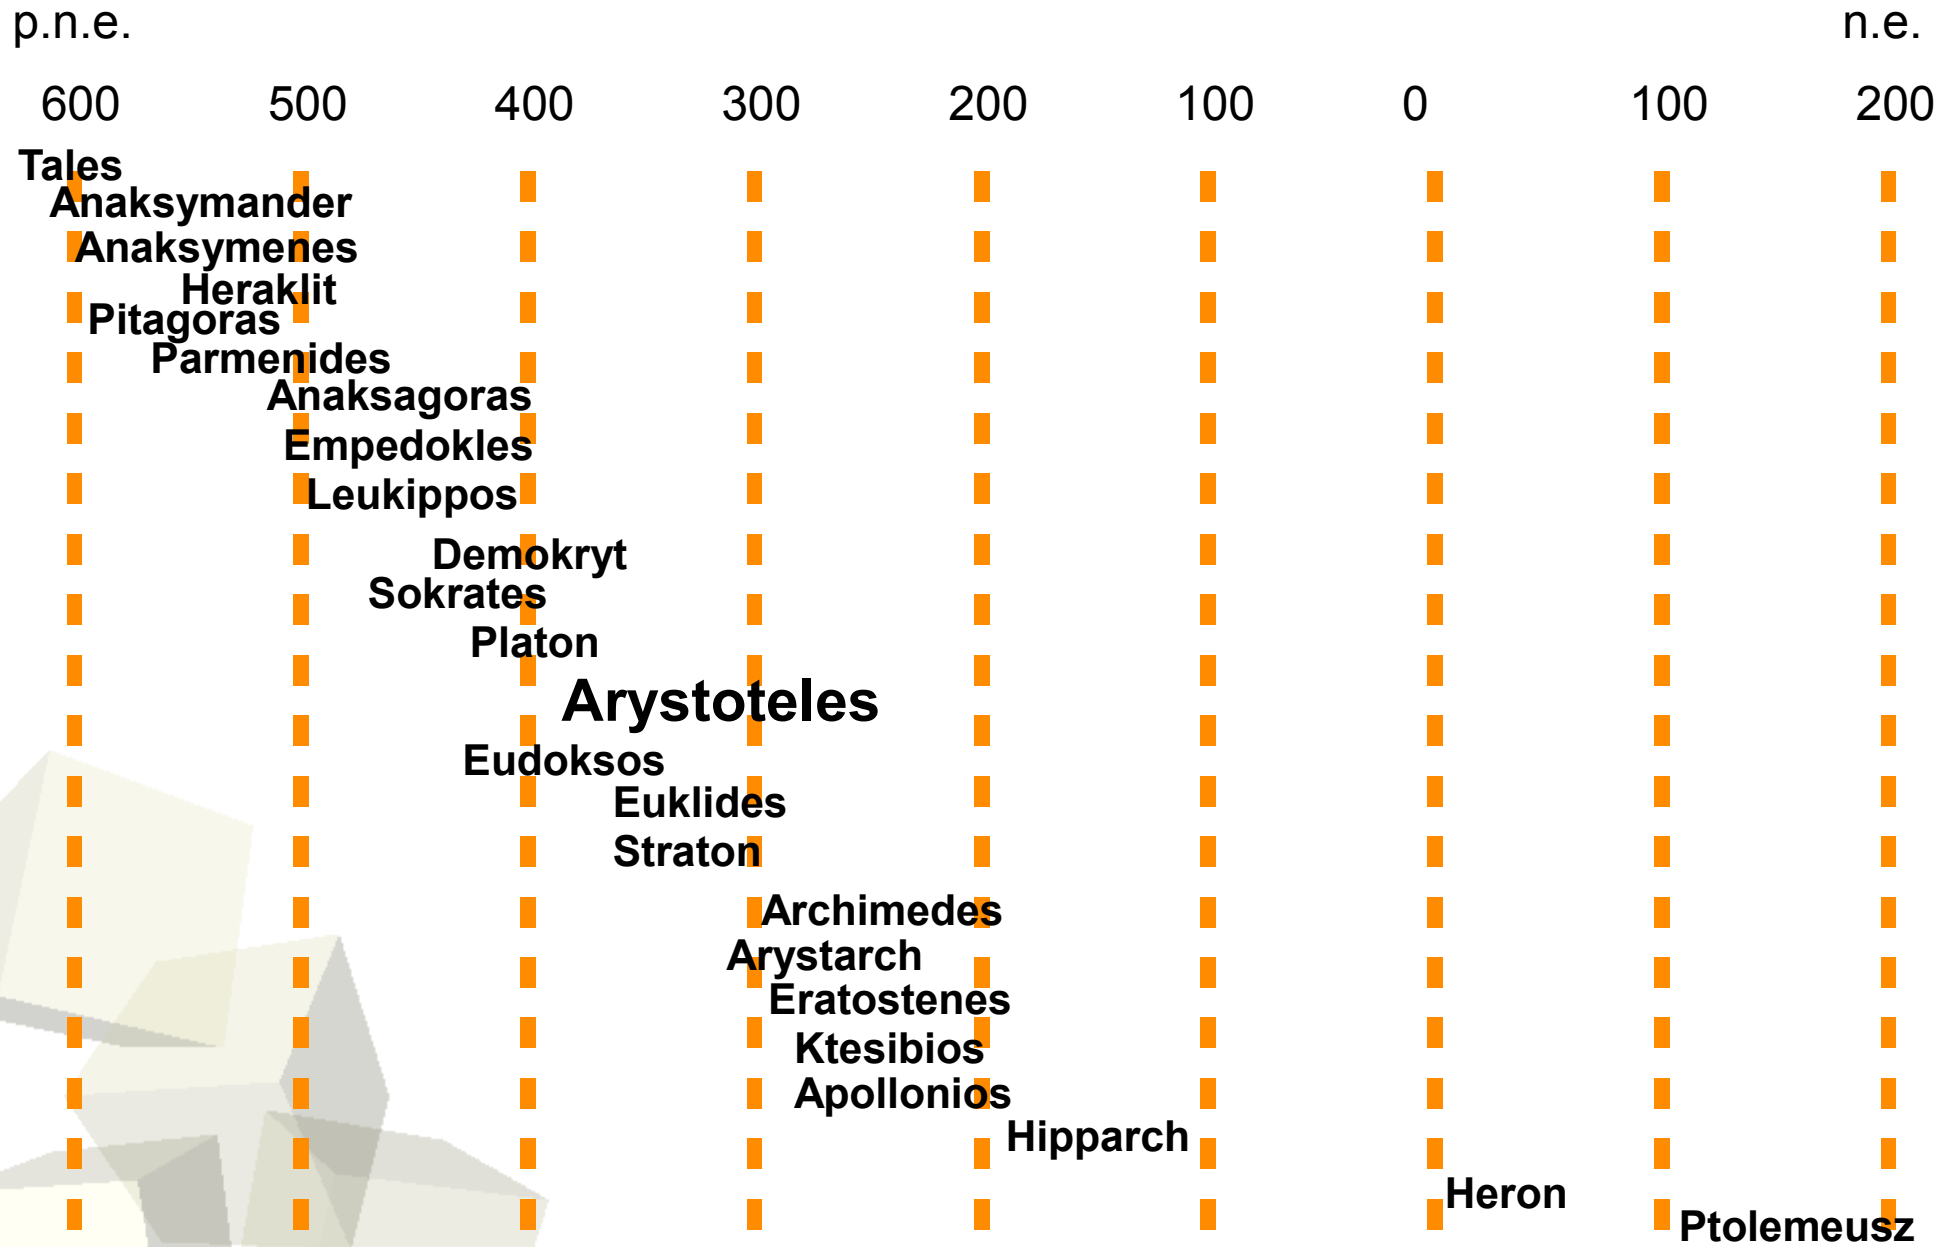 p.n.e. n.e.
600 500 400 300 200 100 0 100 200
Tales
Anaksymander
Anaksymenes
Heraklit
Pitagoras
Parmenides
Anaksagoras
Empedokles
Leukippos
Demokryt
Sokrates
Platon
Arystoteles
Eudoksos
Euklides
Straton
Archimedes
Arystarch
Eratostenes
Ktesibios
Apollonios
Hipparch
Heron
Ptolemeusz